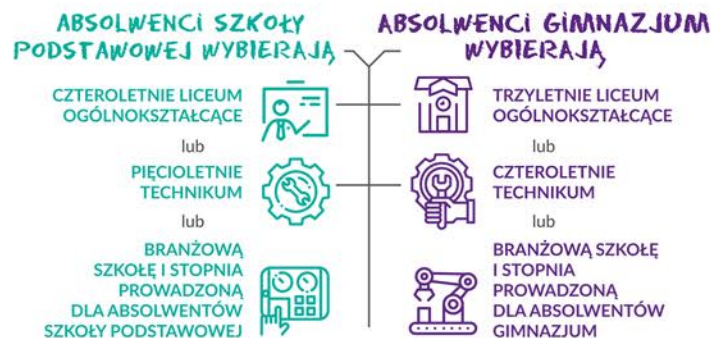 ABSOLWENCI SZKOŁY
PODSTAWOWEJ WYBIERAJĄ
CZTEROLETNIE LICEUM
OGÓLNOKSZTAŁCĄCE
lub
PIĘCIOLETNIE
TECHNIKUM
lub
BRANŻOWĄ
SZKOŁĘ I STOPNIA
PROWADZONĄ
DLA ABSOLWENTÓW
SZKOŁY PODSTAWOWEJ
ABSOLWENCI GIMNAZJUM
WYBIERAJĄ
TRZYLETNIE LICEUM
OGÓLNOKSZTAŁCĄCE
lub
CZTEROLETNIE
TECHNIKUM
lub
BRANŻOWĄ SZKOŁĘ
I STOPNIA
PROWADZONĄ
DLA ABSOLWENTÓW
GIMNAZJUM